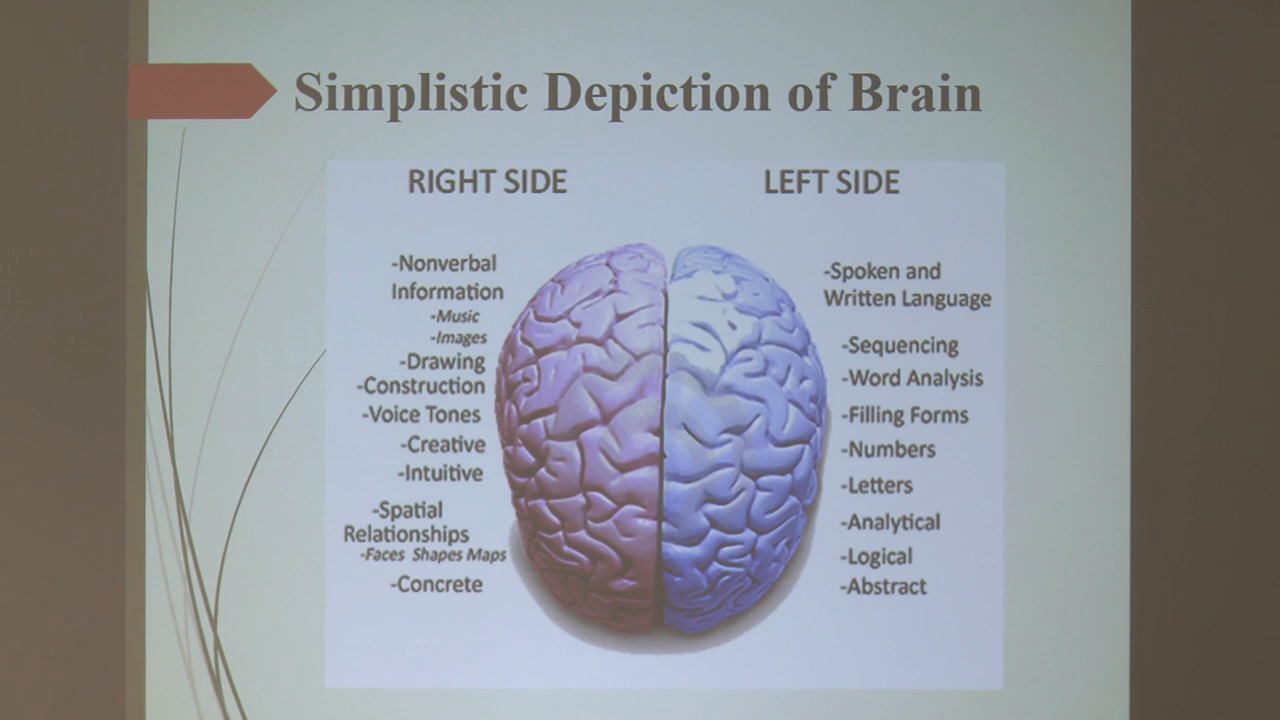 Simplistic Depiction of Brain
RIGHT SIDE
-Nonverbal
Information
-Music
-Images
-Drawing
-Construction
-Voice Tones
-Creative
-Intuitive
-Spatial
Relationships
-Faces Shapes Maps
-Concrete
LEFT SIDE
-Spoken and
Written Language
-Sequencing
-Word Analysis
-Filling Forms
-Numbers
-Letters
-Analytical
-Logical
-Abstract